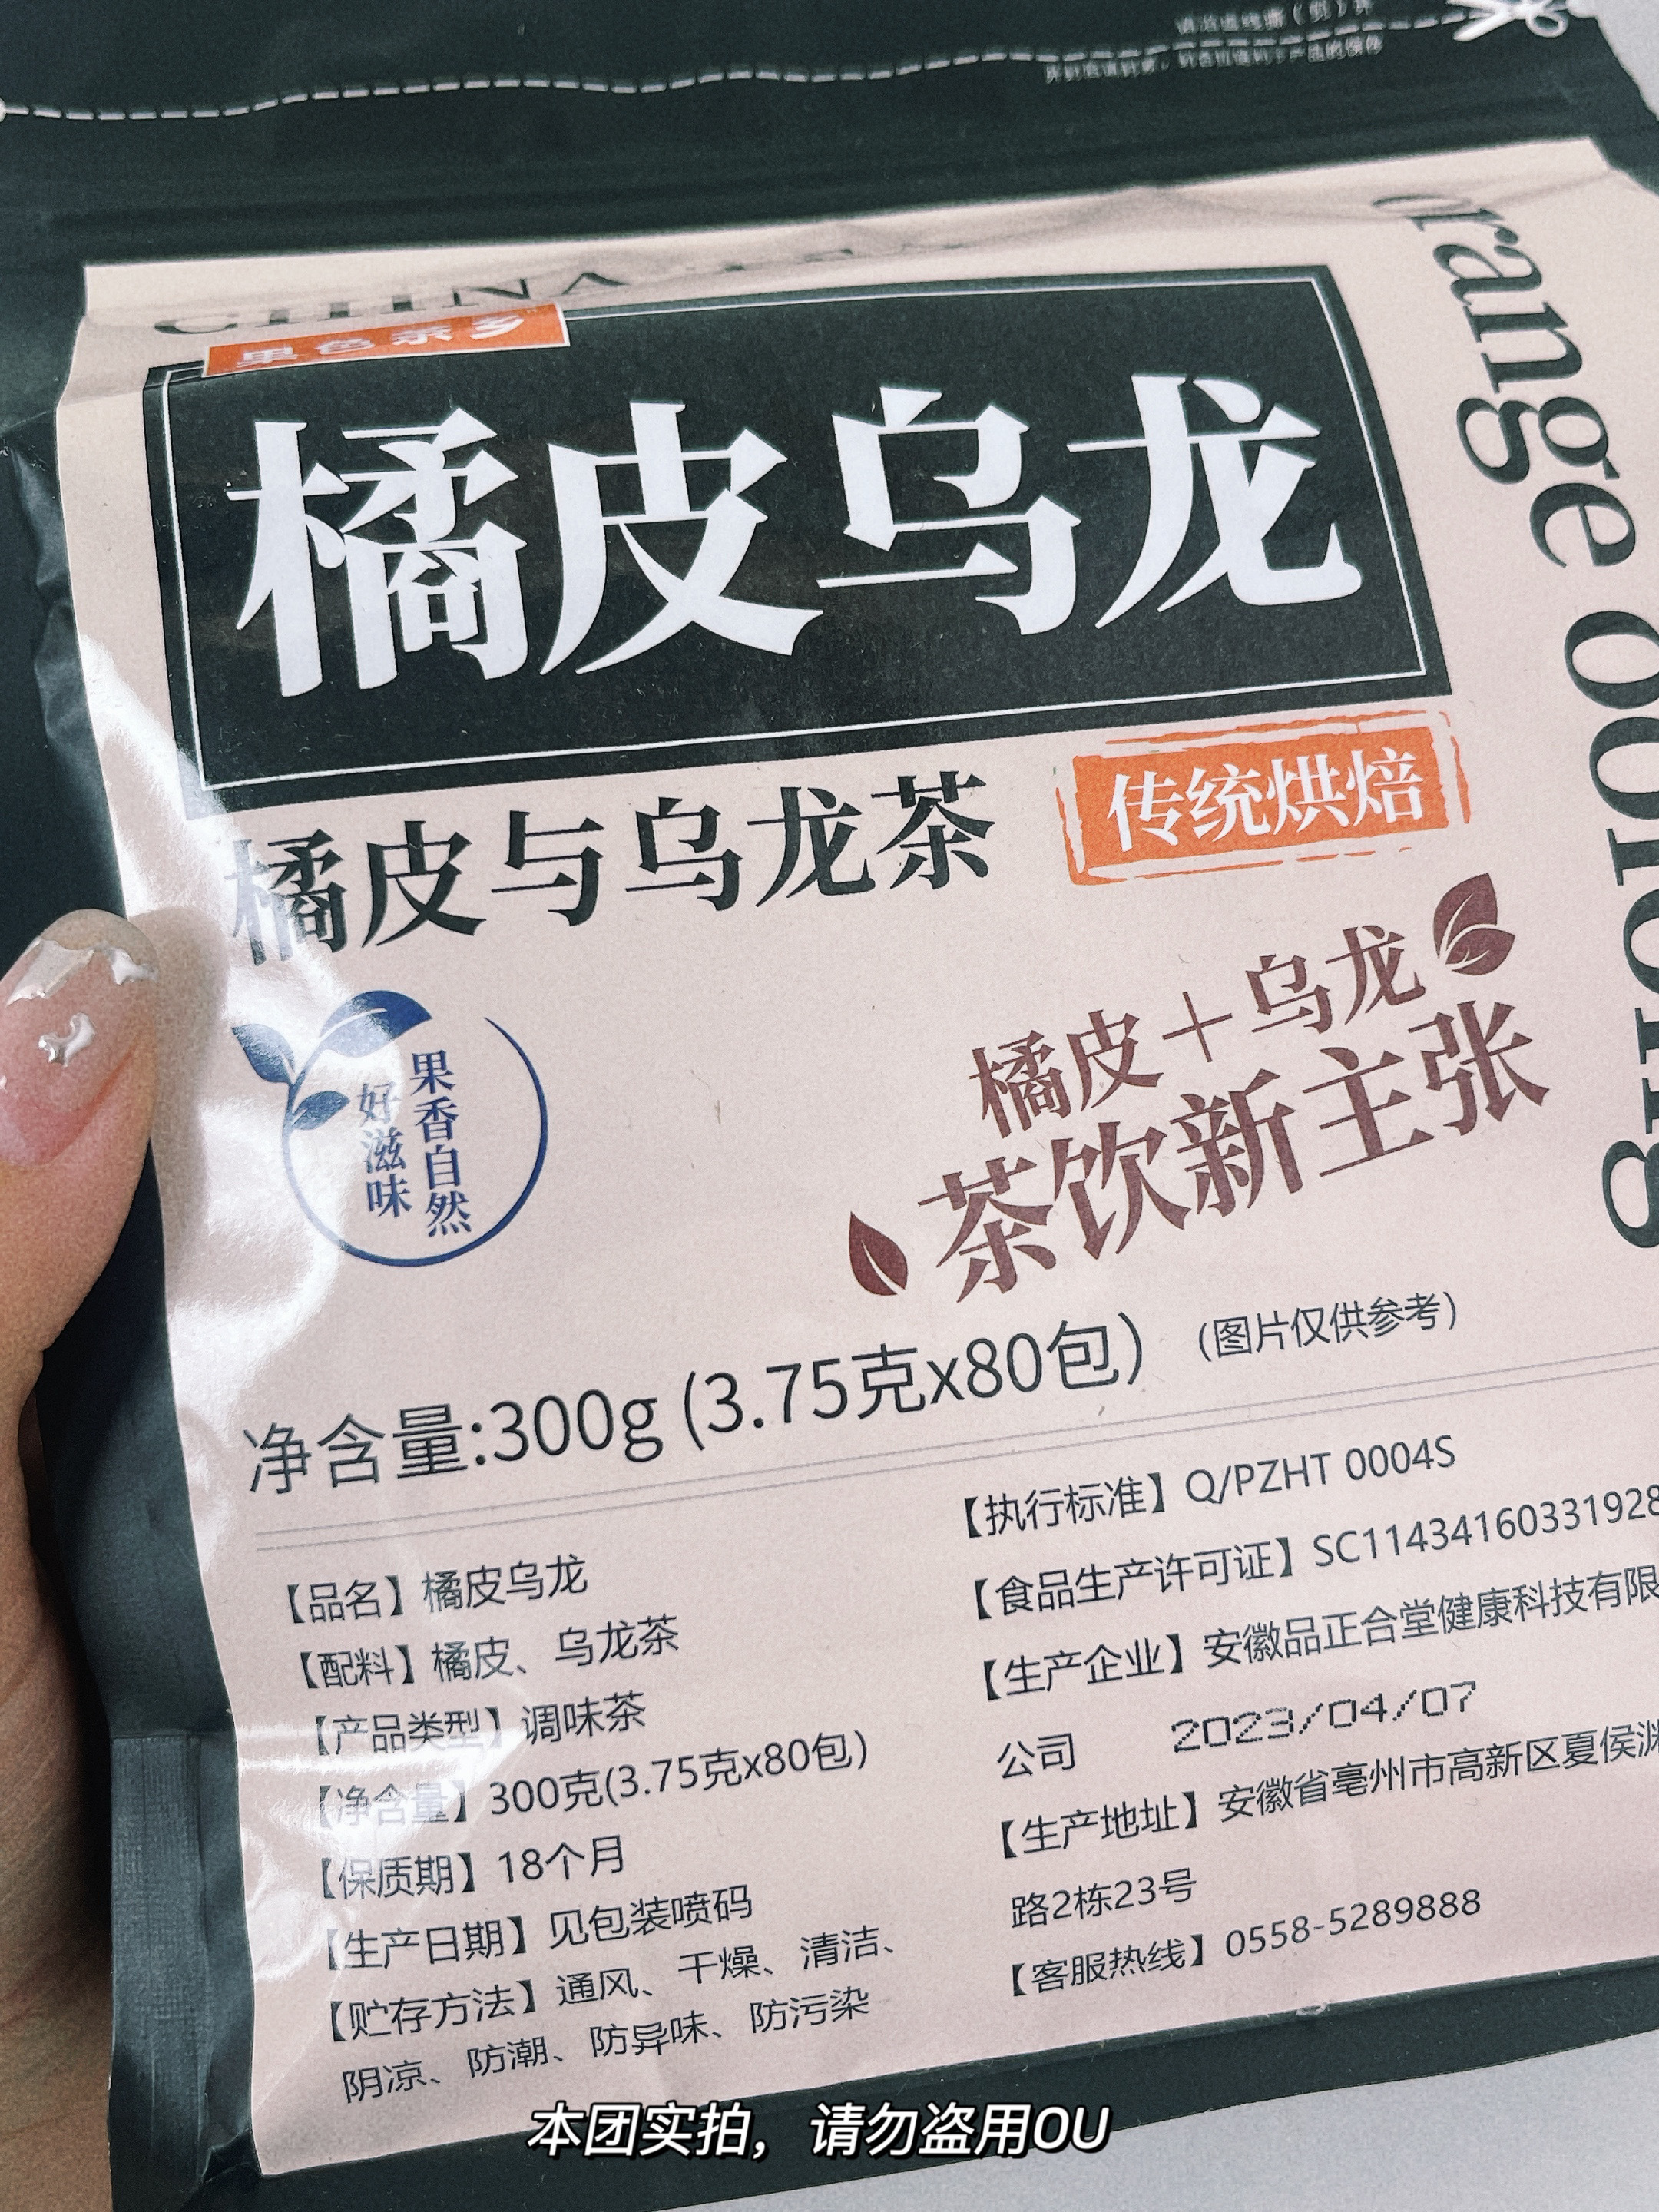 CHINA
橘皮乌龙
orange oolong
橘皮与乌龙茶
传统烘焙
果香自然
好滋味
橘皮+乌龙
茶饮新主张
净含量:300g (3.75克x80包)
(图片仅供参考)
【品名】橘皮乌龙
【配料】橘皮、乌龙茶
【产品类型】调味茶
【净含量】300克(3.75克x80包)
【保质期】18个月
【生产日期】见包装喷码
【贮存方法】通风、干燥、清洁、
阴凉、防潮、防异味、防污染
【执行标准】Q/PZHT 0004S
【食品生产许可证】SC11434160331928
【生产企业】安徽品正合堂健康科技有限
公司
2023/04/07
【生产地址】安徽省亳州市高新区夏侯渊
路2栋23号
【客服热线】0558-5289888
本团实拍，请勿盗用OU